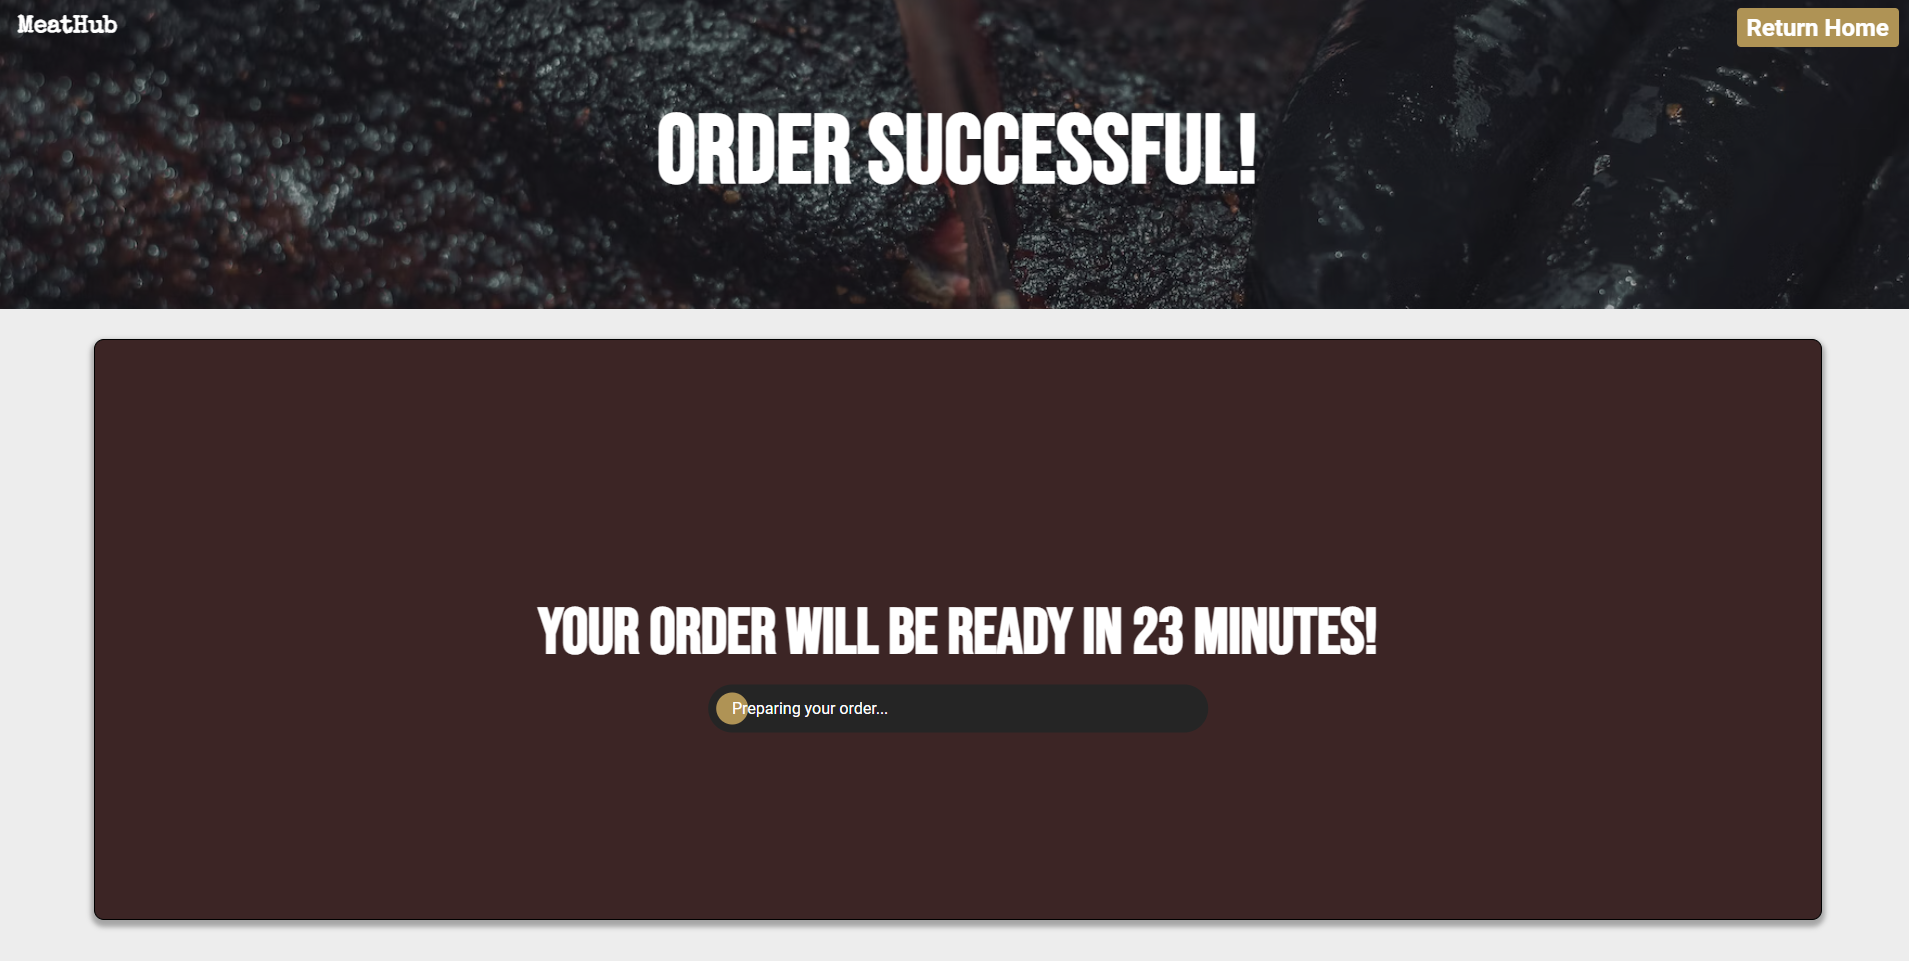 MeatHub
Return Home
ORDER SUCCESSFUL!
YOUR ORDER WILL BE READY IN 23 MINUTES!
Preparing your order...